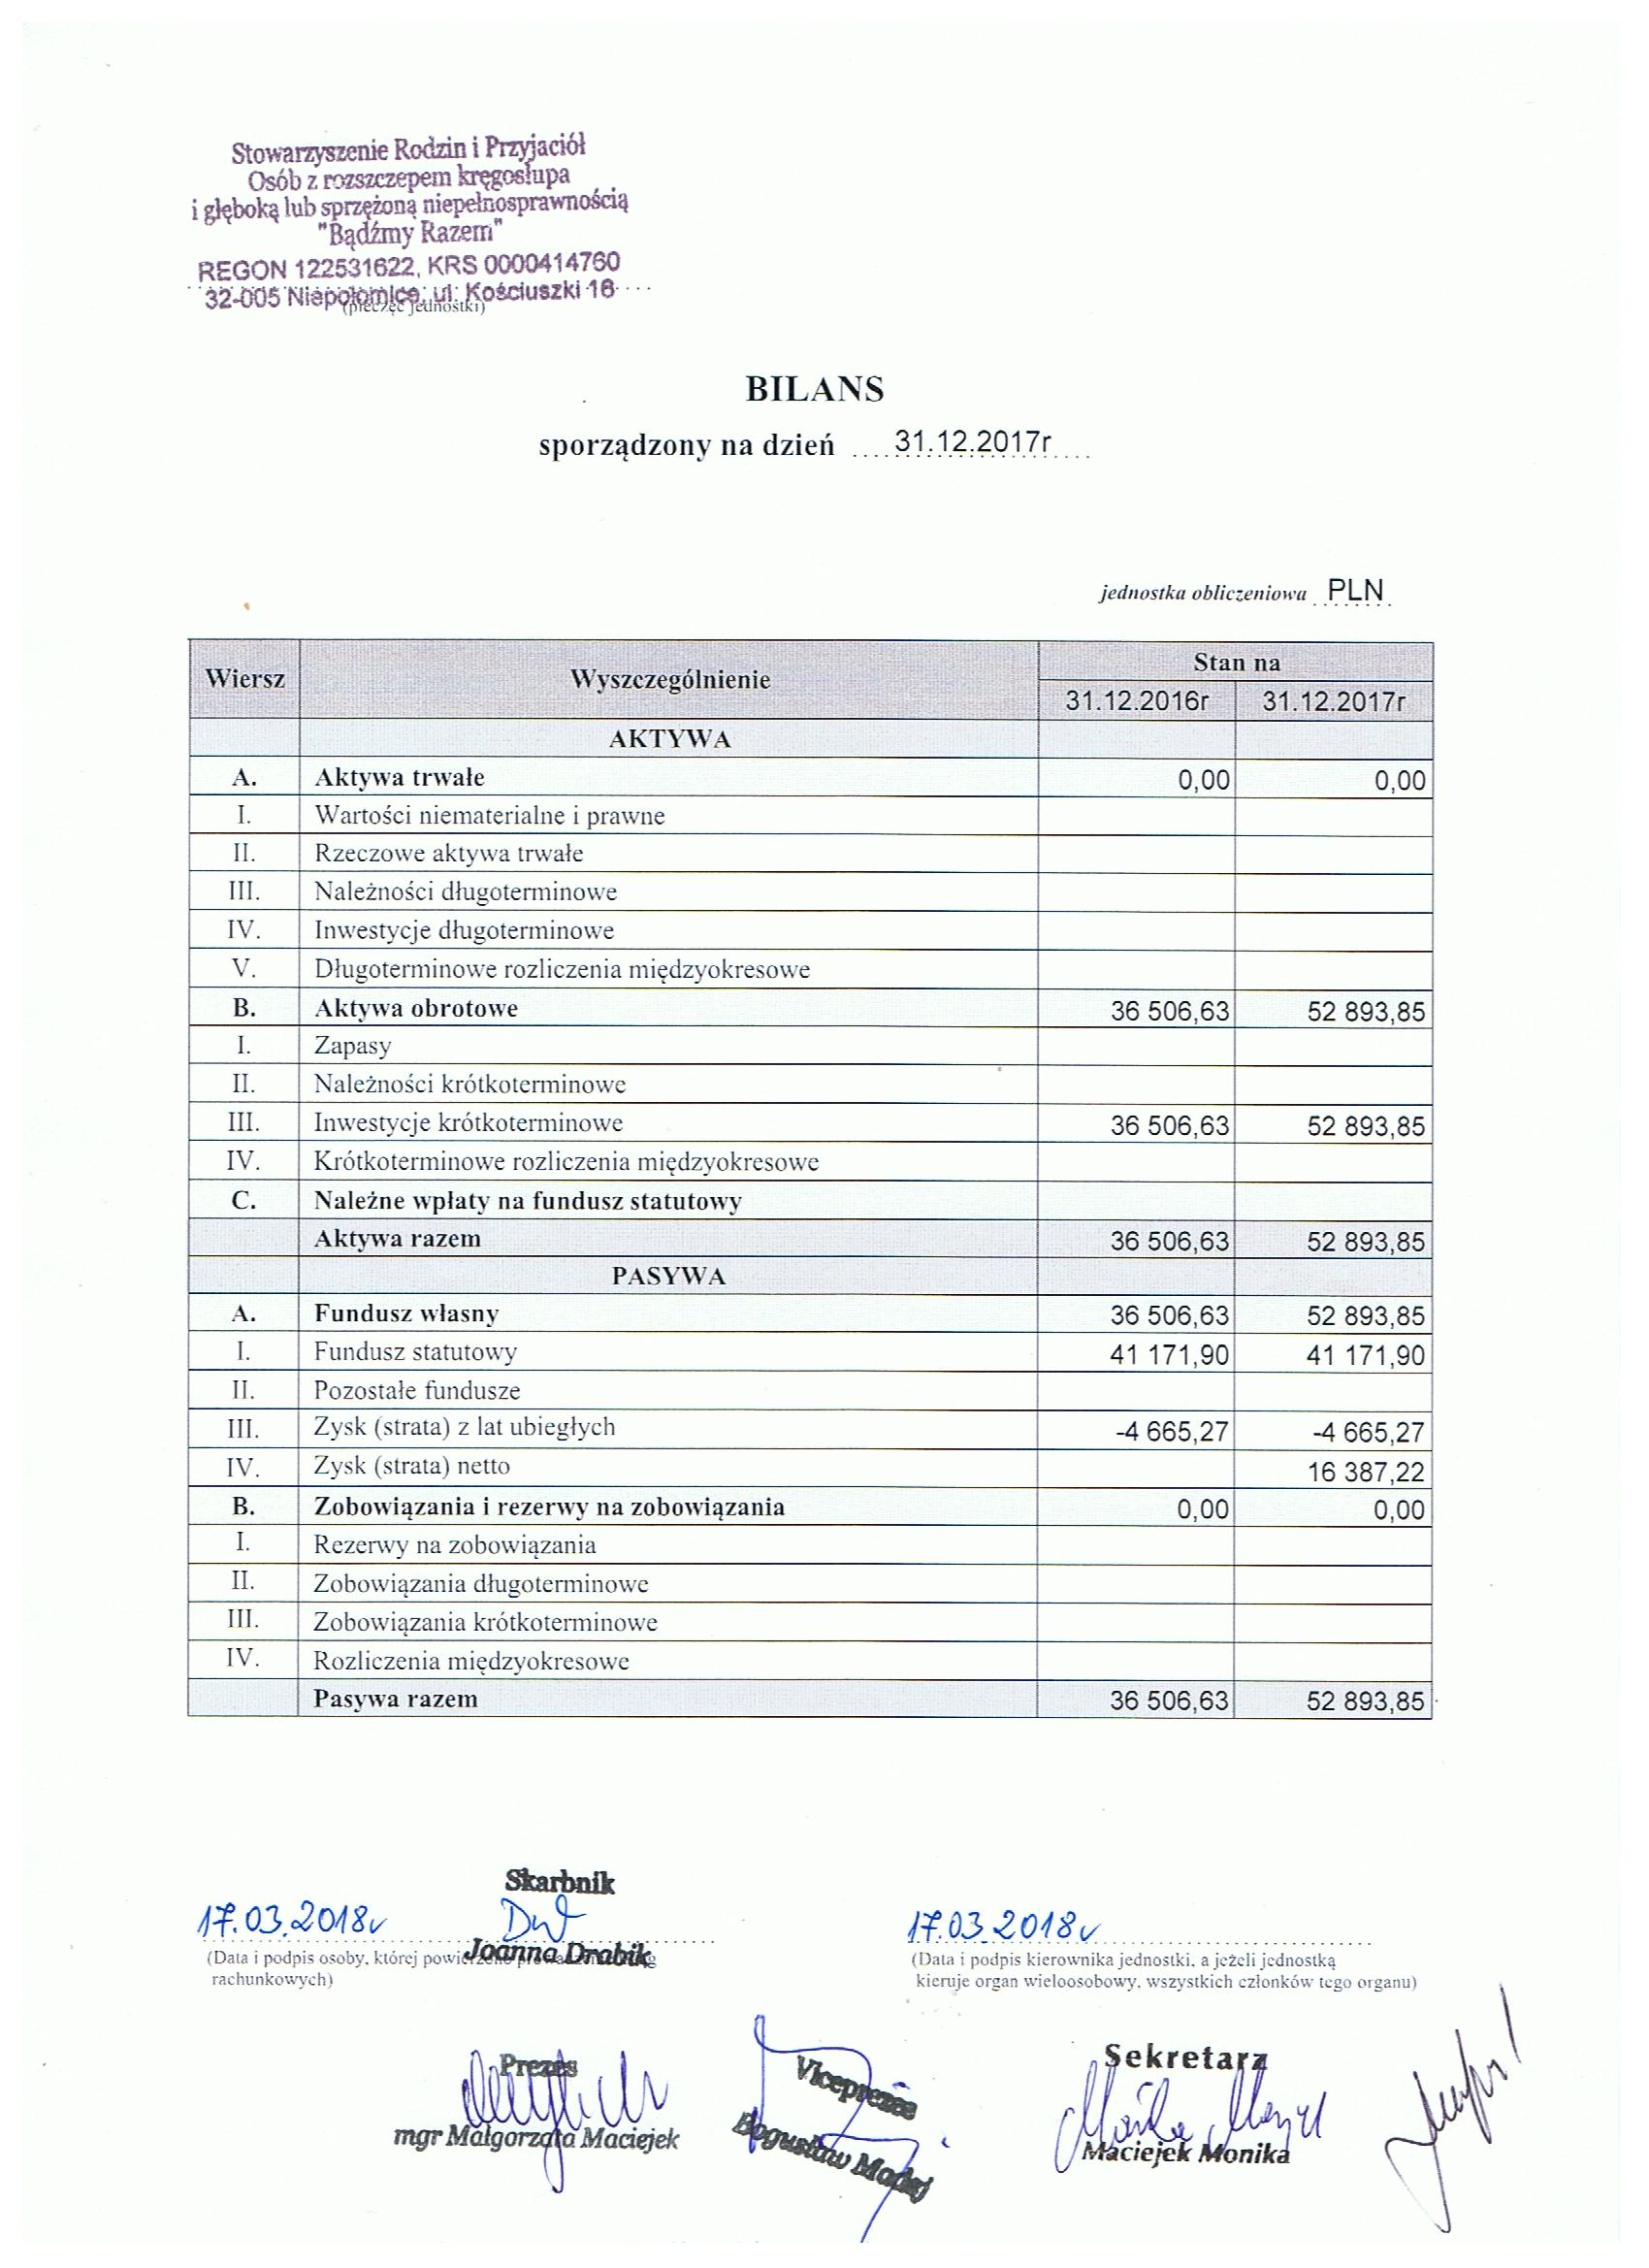 Stowarzyszenie Rodzin i Przyjaciół
Osób z rozszczepem kręgosłupa
i głęboką lub sprzężoną niepełnosprawnością
"Bądźmy Razem"
REGON 122531622, KRS 0000414760
32-005 Niepołomice, ul. Kościuszki 16
(pieczęć jednostki)
BILANS
sporządzony na dzień 31.12.2017r
jednostka obliczeniowa PLN
Wiersz Wyszczególnienie Stan na
31.12.2016r 31.12.2017r
AKTYWA
A. Aktywa trwałe 0,00 0,00
I. Wartości niematerialne i prawne
II. Rzeczowe aktywa trwałe
III. Należności długoterminowe
IV. Inwestycje długoterminowe
V. Długoterminowe rozliczenia międzyokresowe
B. Aktywa obrotowe 36 506,63 52 893,85
I. Zapasy
II. Należności krótkoterminowe
III. Inwestycje krótkoterminowe 36 506,63 52 893,85
IV. Krótkoterminowe rozliczenia międzyokresowe
C. Należne wpłaty na fundusz statutowy
Aktywa razem 36 506,63 52 893,85
PASYWA
A. Fundusz własny 36 506,63 52 893,85
I. Fundusz statutowy 41 171,90 41 171,90
II. Pozostałe fundusze
III. Zysk (strata) z lat ubiegłych -4 665,27 -4 665,27
IV. Zysk (strata) netto 16 387,22
B. Zobowiązania i rezerwy na zobowiązania 0,00 0,00
I. Rezerwy na zobowiązania
II. Zobowiązania długoterminowe
III. Zobowiązania krótkoterminowe
IV. Rozliczenia międzyokresowe
Pasywa razem 36 506,63 52 893,85
Skarbnik
17.03.2018r 17.03.2018r
Joanna Drabik
(Data i podpis osoby, której
rachunkowych)
(Data i podpis kierownika jednostki, a jeżeli jednostką
kieruje organ wieloosobowy, wszystkich członków tego organu)
Prezes
mgr Małgorzata Maciejek
Viceprezes
Bogusław
Sekretarz
Maciejek Monika